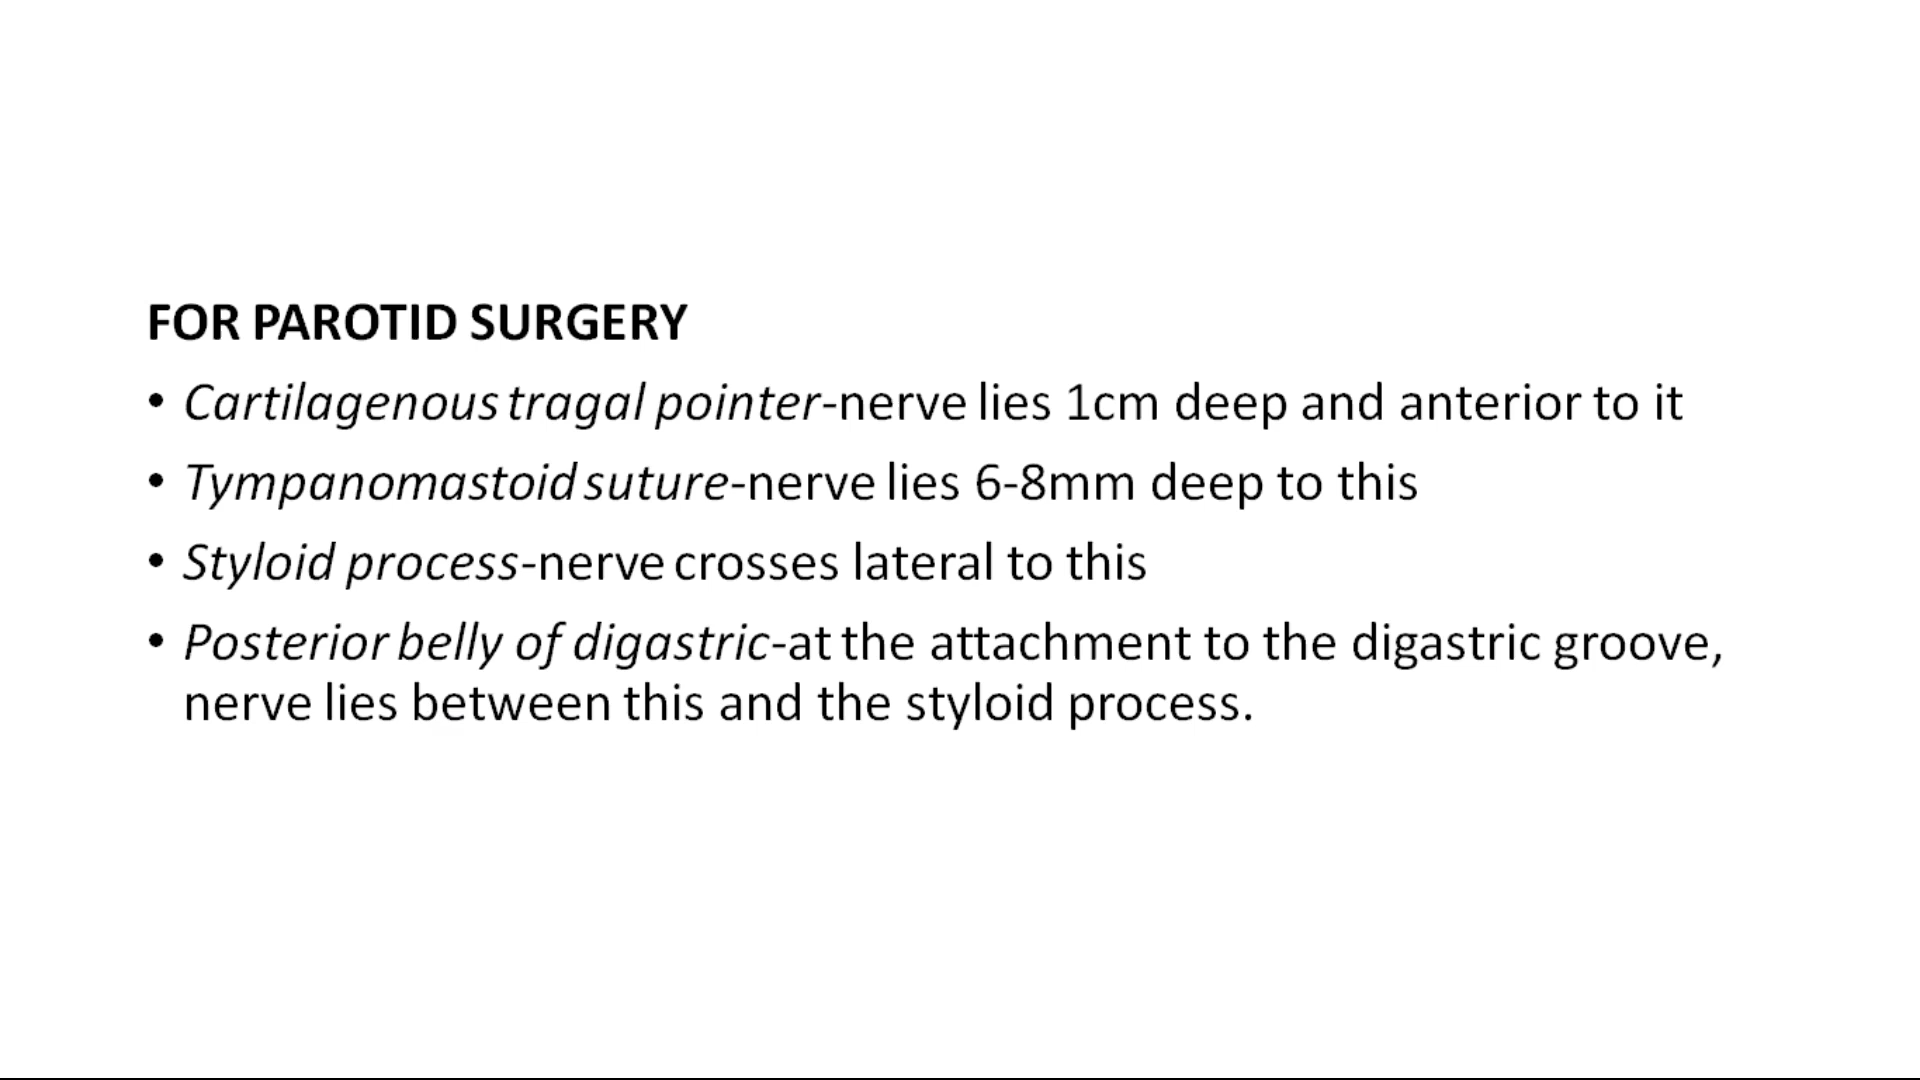 FOR PAROTID SURGERY
• Cartilagenous tragal pointer-nerve lies 1cm deep and anterior to it
• Tympanomastoid suture-nerve lies 6-8mm deep to this
• Styloid process-nerve crosses lateral to this
• Posterior belly of digastric-at the attachment to the digastric groove,
nerve lies between this and the styloid process.